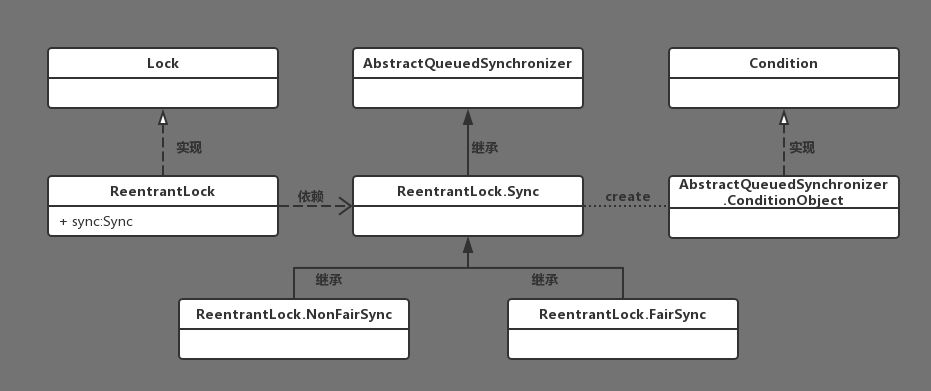 Lock
AbstractQueuedSynchronizer
Condition
实现
继承
实现
ReentrantLock
+ sync:Sync
依赖
ReentrantLock.Sync
create
AbstractQueuedSynchronizer
.ConditionObject
继承
继承
ReentrantLock.NonFairSync
ReentrantLock.FairSync